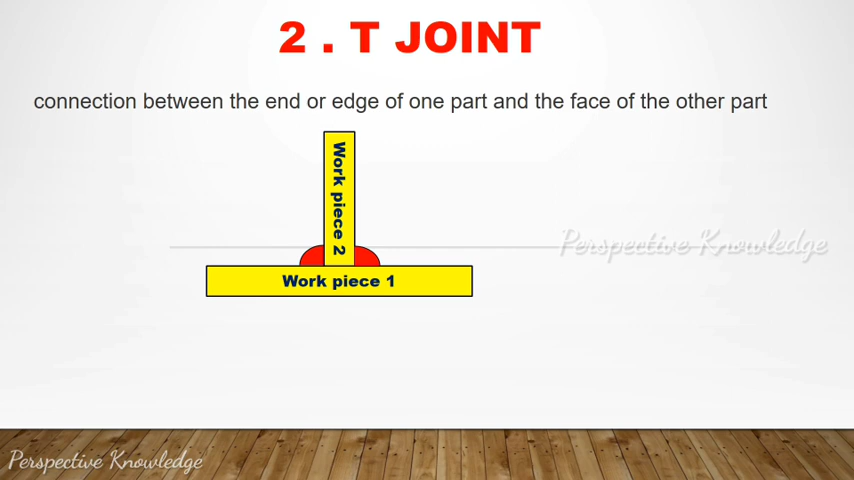 2 . T JOINT
connection between the end or edge of one part and the face of the other part
Work piece 2
Perspective Knowledge
Work piece 1
Perspective Knowledge